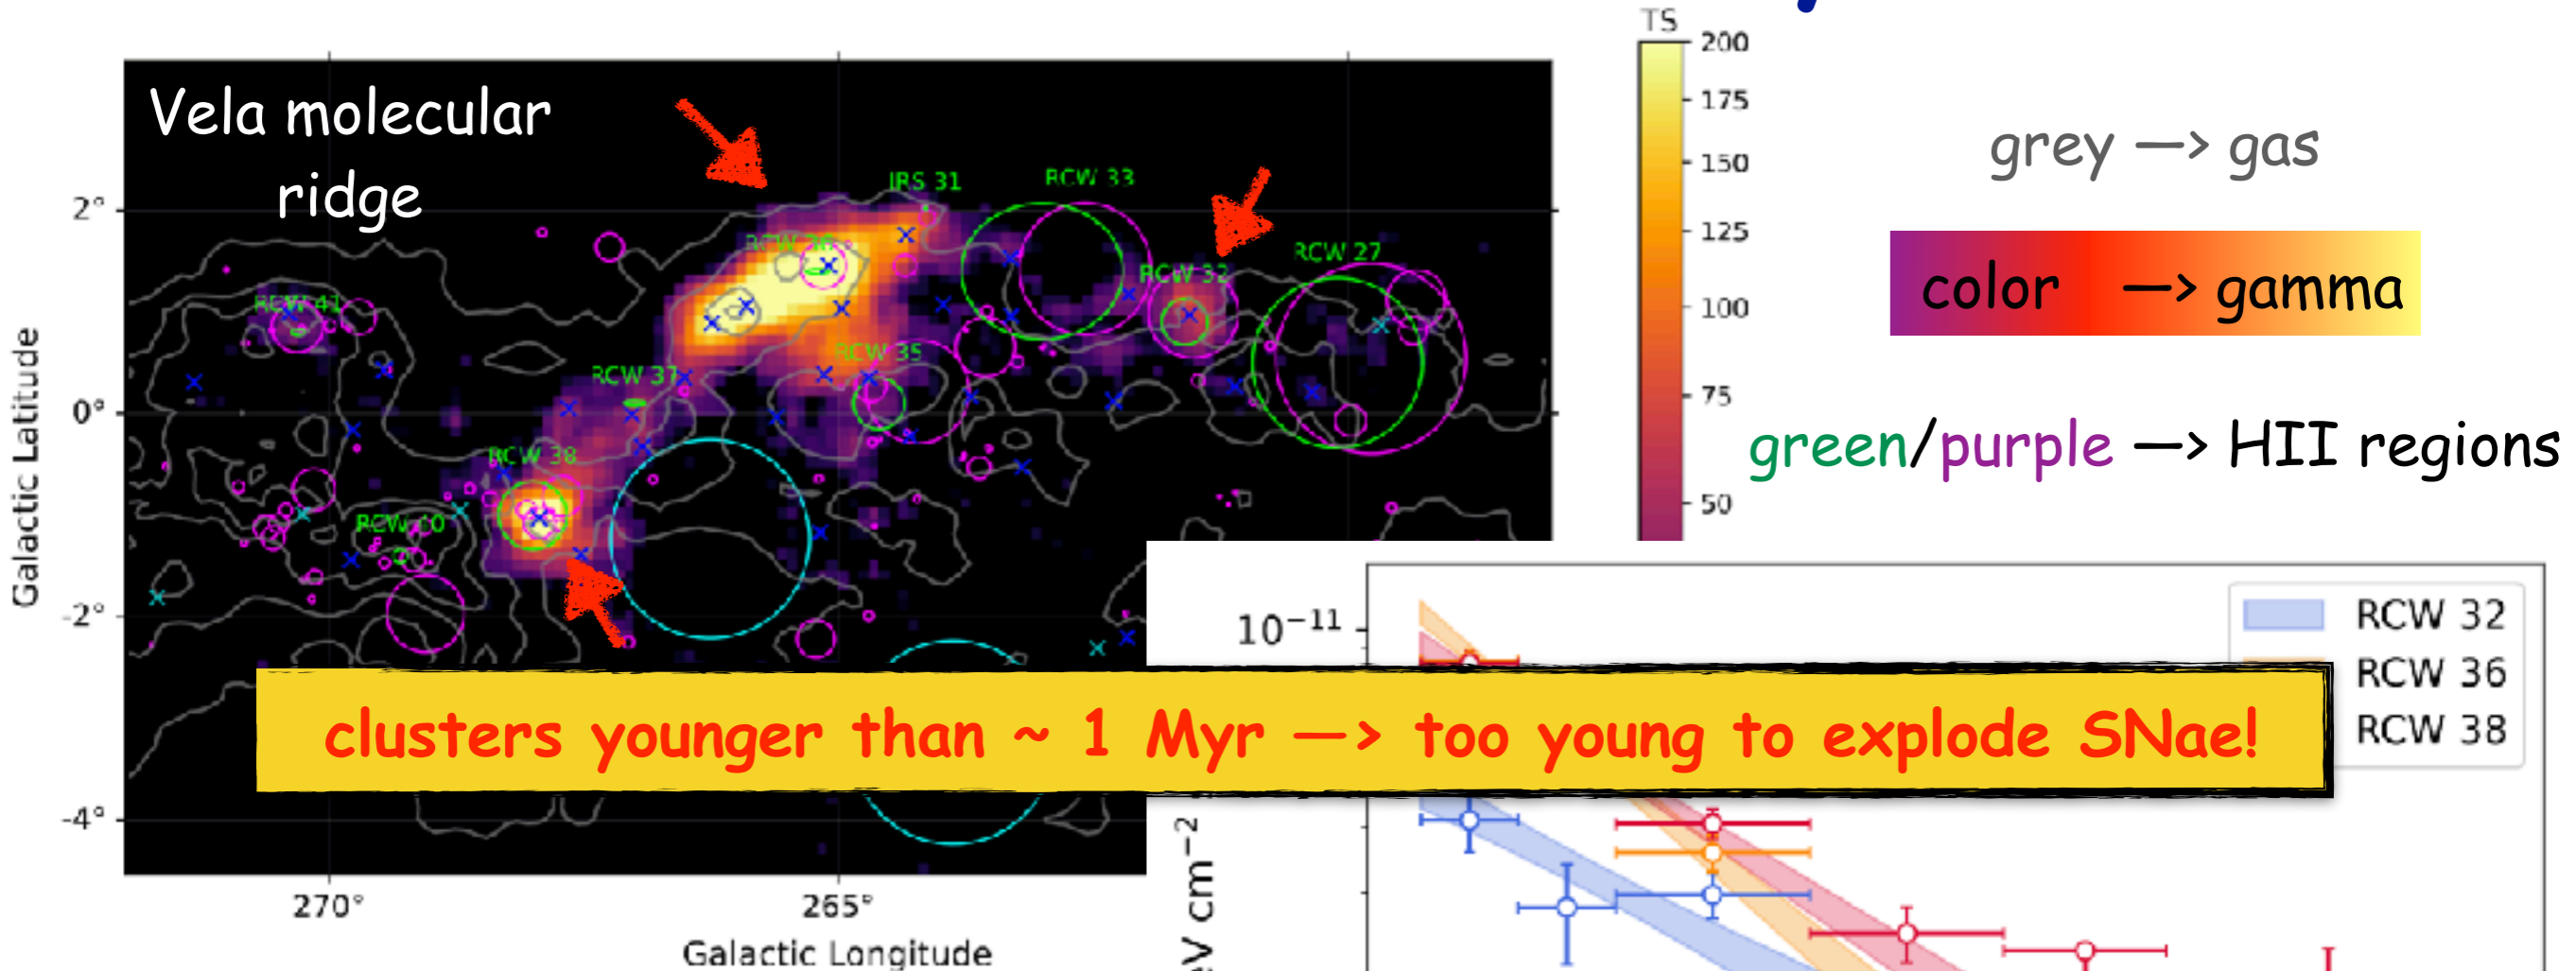 TS
200
175
150
125
100
75
50
Vela molecular
ridge
grey —> gas
color —> gamma
green/purple —> HII regions
IRS 31
RCW 33
RCW 36
RCW 32
RCW 27
RCW 41
RCW 35
RCW 37
RCW 38
RCW 40
2°
0°
-2°
-4°
Galactic Latitude
270°
265°
Galactic Longitude
10⁻¹¹
RCW 32
RCW 36
RCW 38
clusters younger than ~ 1 Myr —> too young to explode SNae!
eV cm⁻²